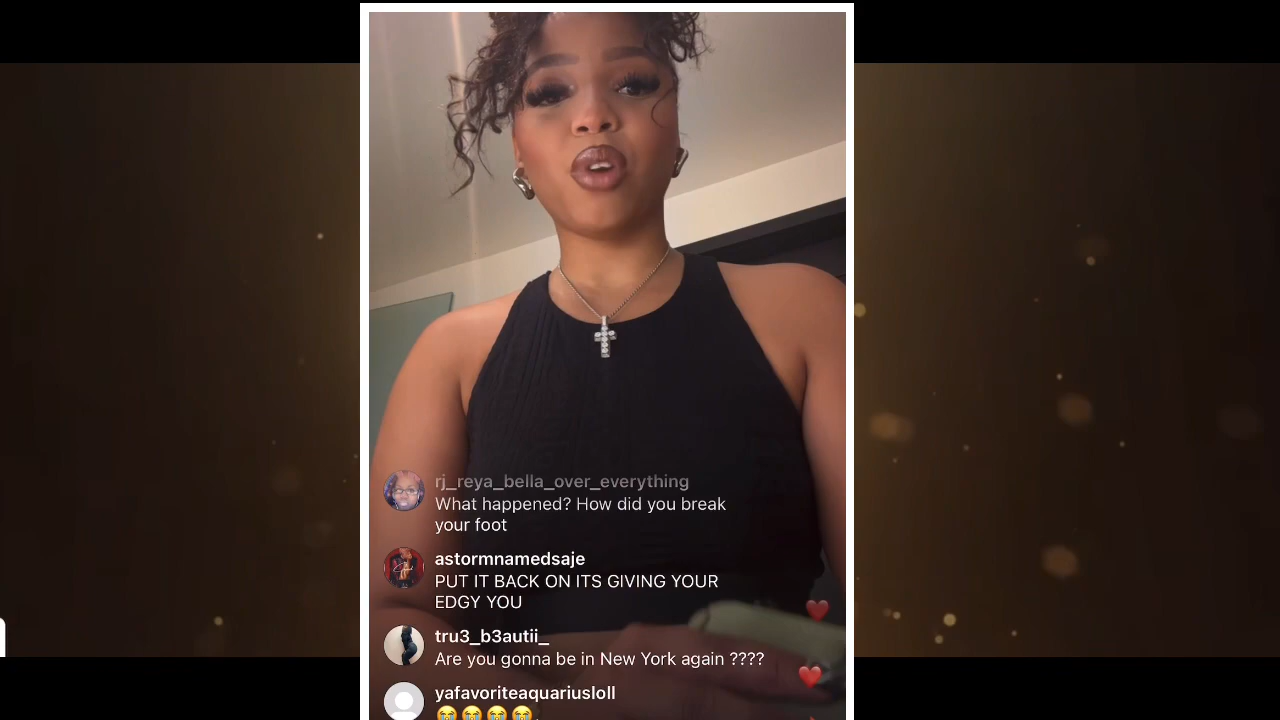 rj_reya_bella_over_everything
What happened? How did you break
your foot
astormnamedsaje
PUT IT BACK ON ITS GIVING YOUR
EDGY YOU
tru3_b3autii_
Are you gonna be in New York again ????
yafavoriteaquariusloll
😭😭😭😭